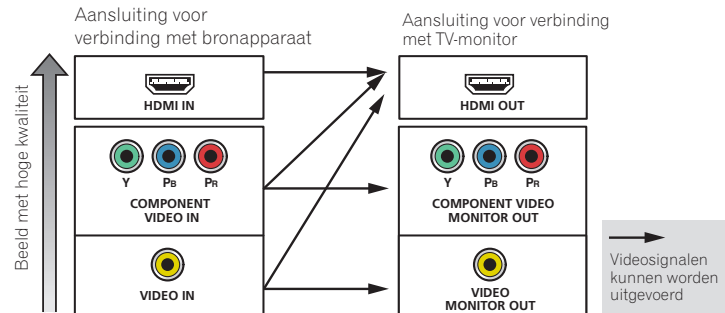 Aansluiting voor
verbinding met bronapparaat
Aansluiting voor verbinding
met TV-monitor
Beeld met hoge kwaliteit
HDMI IN
HDMI OUT
Y PB PR
COMPONENT
VIDEO IN
Y PB PR
COMPONENT VIDEO
MONITOR OUT
VIDEO IN
VIDEO
MONITOR OUT
Videosignalen
kunnen worden
uitgevoerd